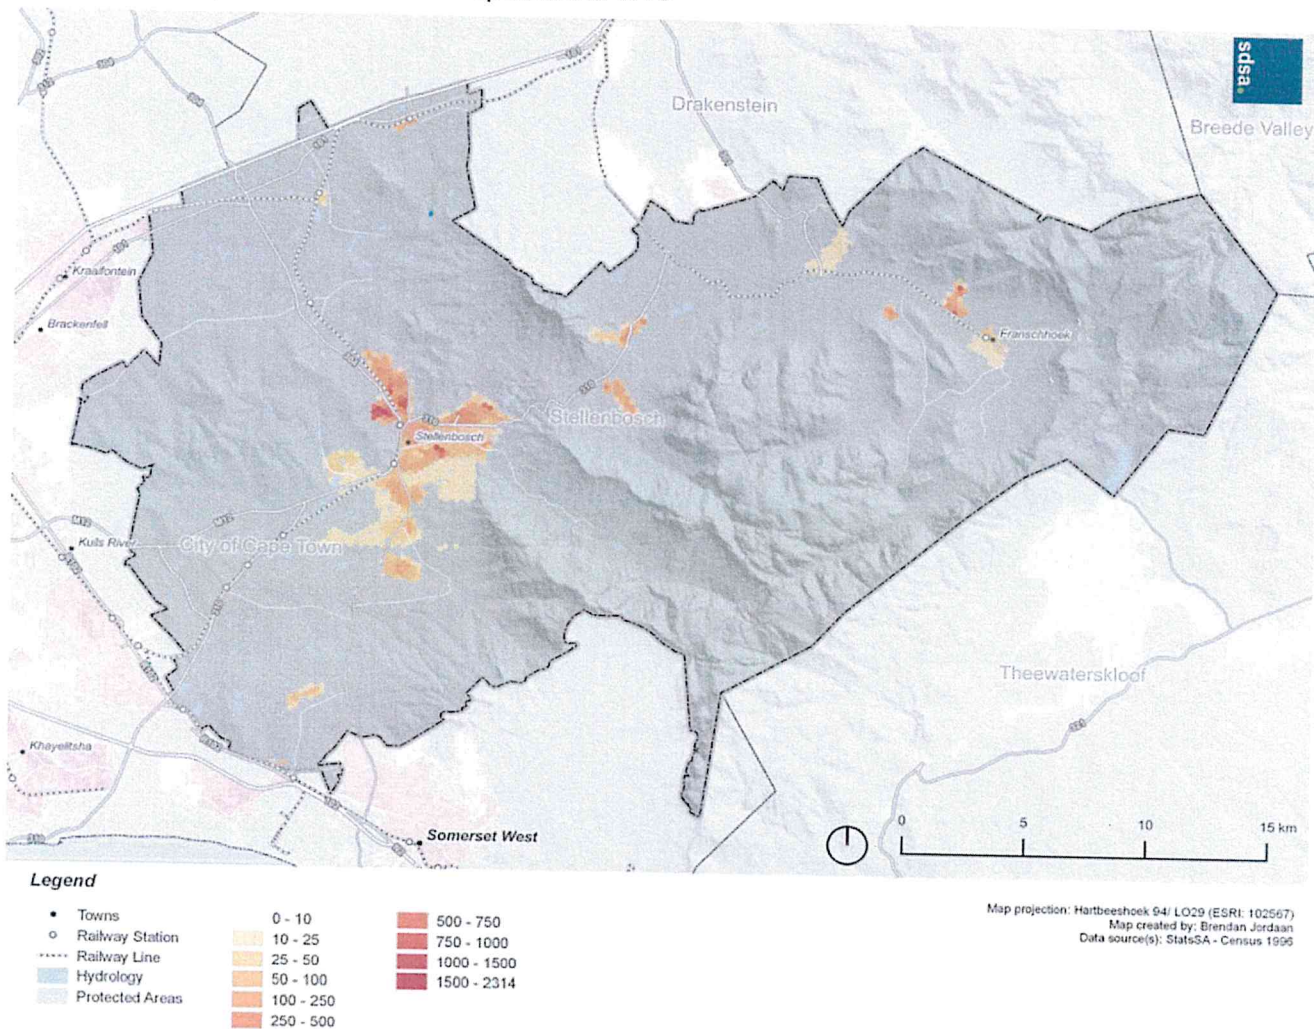 sdsa.
Drakenstein
Breede Valley
Kraaifontein
Brackenfell
Franschhoek
Stellenbosch
Stellenbosch
M12
M12
Kuils River
City of Cape Town
Theewaterskloof
Khayelitsha
Somerset West
0
5
10
15 km
Legend
Towns
Railway Station
Railway Line
Hydrology
Protected Areas
0 - 10
10 - 25
25 - 50
50 - 100
100 - 250
250 - 500
500 - 750
750 - 1000
1000 - 1500
1500 - 2314
Map projection: Hartbeeshoek 94/ LO29 (ESRI: 102567)
Map created by: Brendan Jordaan
Data source(s): StatsSA - Census 1996